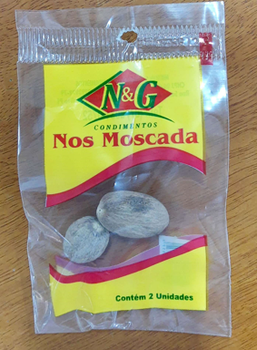 N&G
CONDIMENTOS
Nos Moscada
Contém 2 Unidades